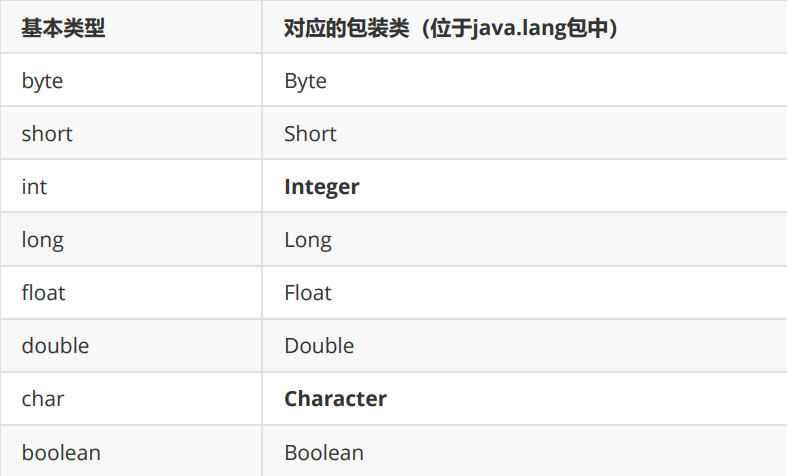 基本类型 对应的包装类（位于java.lang包中）
byte Byte
short Short
int Integer
long Long
float Float
double Double
char Character
boolean Boolean